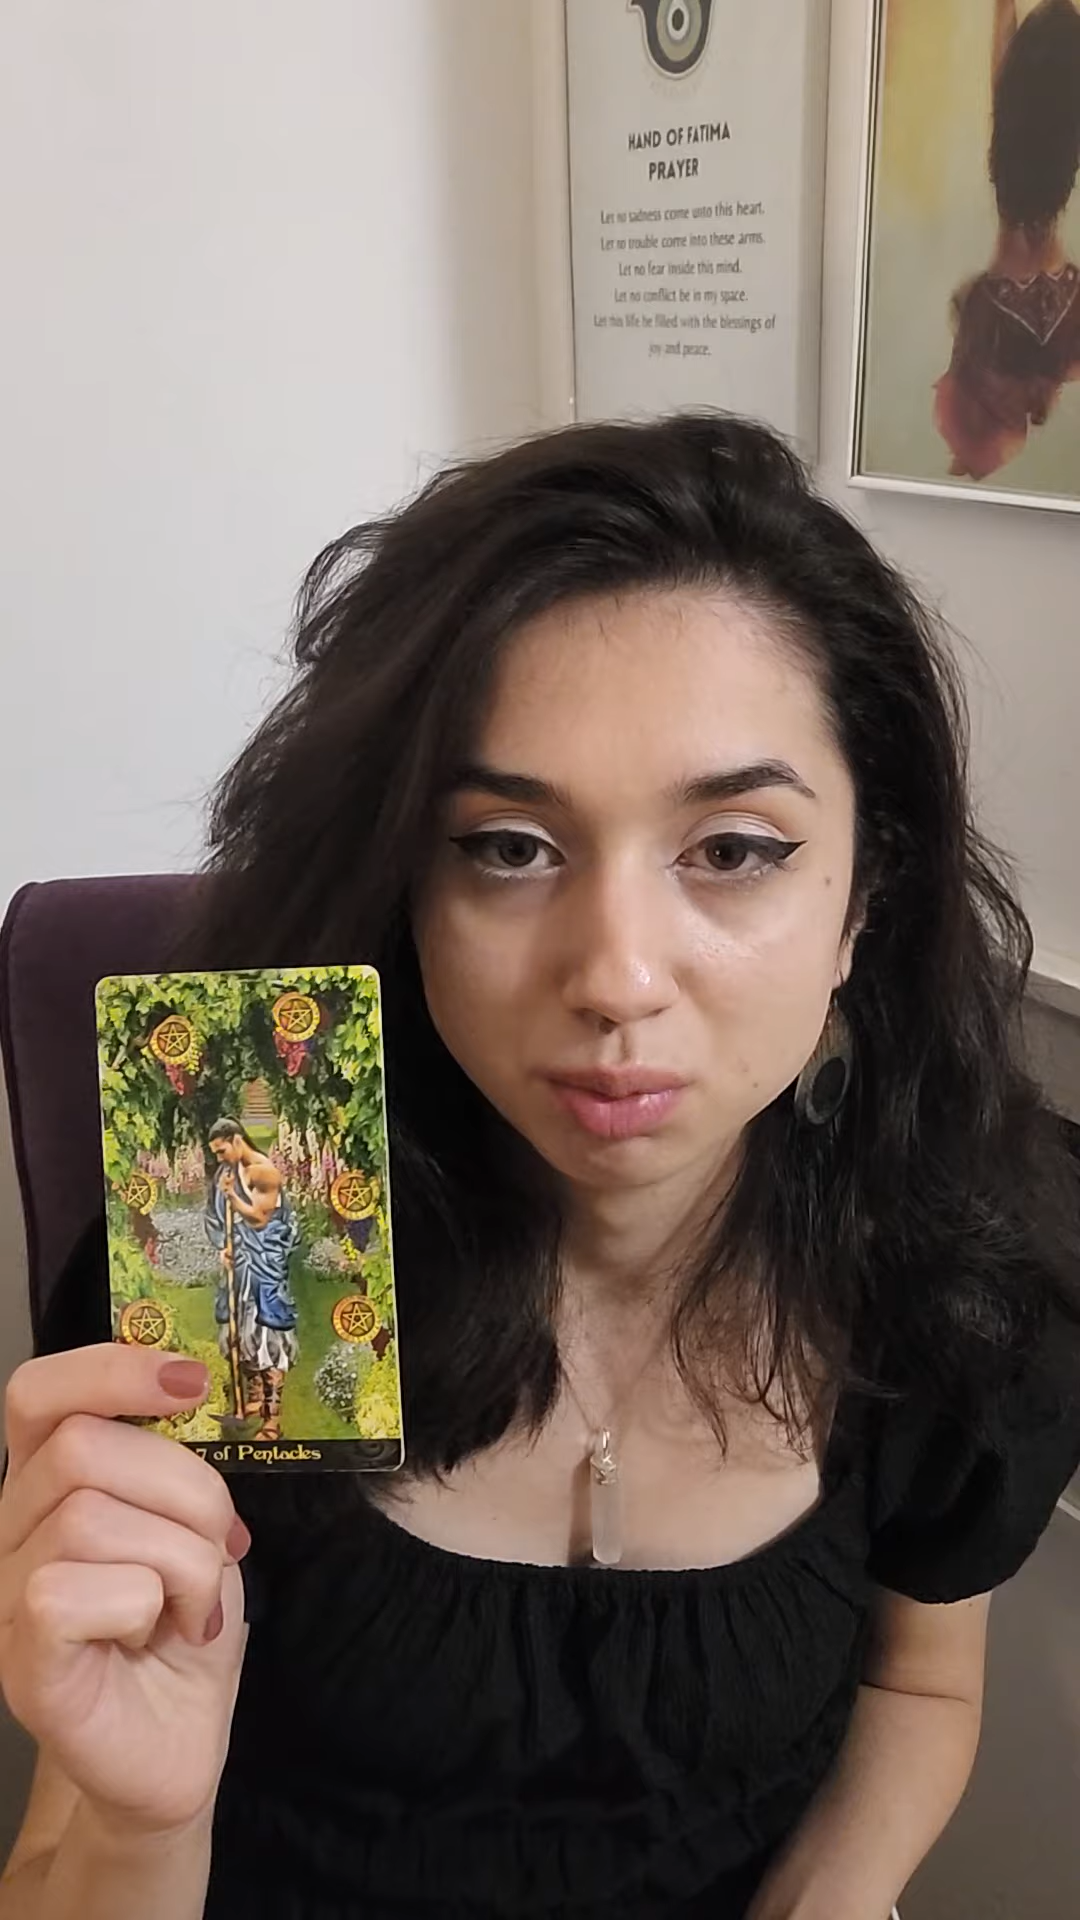 HAND OF FATIMA
PRAYER
Let no sadness come unto this heart.
Let no trouble come into these arms.
Let no fear inside this mind.
Let no conflict be in my space.
Let this life be filled with the blessings of
joy and peace.
7 of Pentacles